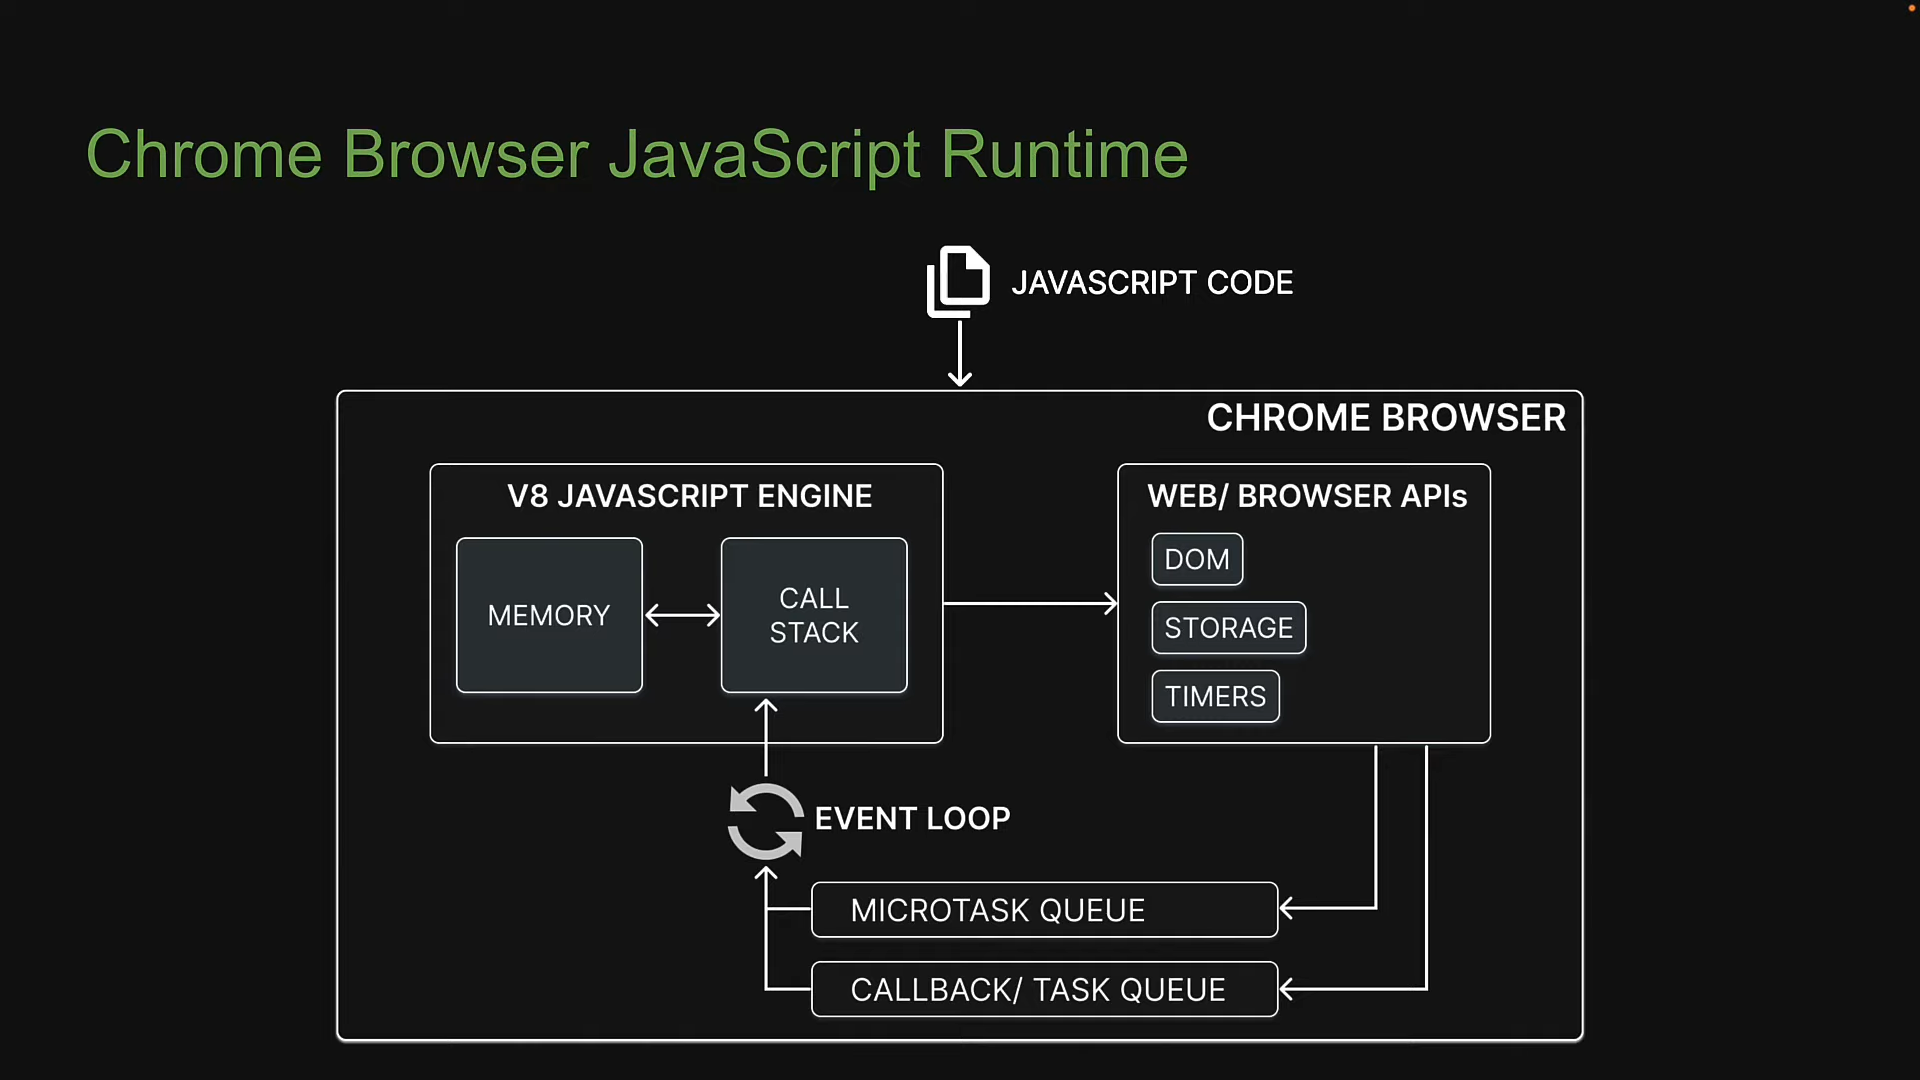 Chrome Browser JavaScript Runtime
JAVASCRIPT CODE
CHROME BROWSER
V8 JAVASCRIPT ENGINE
MEMORY
CALL
STACK
WEB/ BROWSER APIs
DOM
STORAGE
TIMERS
EVENT LOOP
MICROTASK QUEUE
CALLBACK/ TASK QUEUE